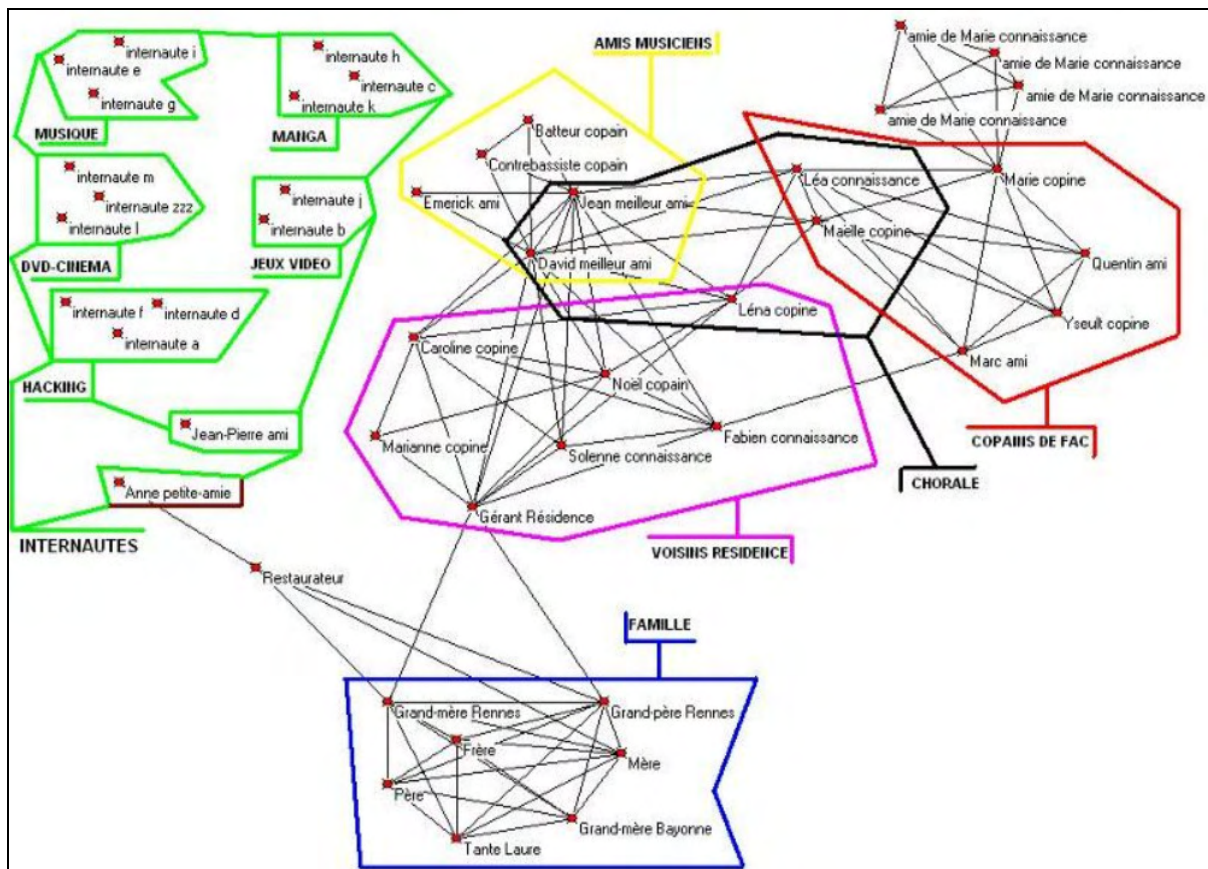 internaute i
internaute e
internaute g
MUSIQUE
internaute h
internaute c
internaute k
MANGA
internaute m
internaute zzz
internaute l
DVD-CINEMA
internaute j
internaute b
JEUX VIDEO
internaute f
internaute d
internaute a
HACKING
Jean-Pierre ami
Anne petite-amie
INTERNAUTES
Restaurateur
AMIS MUSICIENS
Batteur copain
Contrebassiste copain
Emerick ami
Jean meilleur ami
David meilleur ami
amie de Marie connaissance
amie de Marie connaissance
amie de Marie connaissance
amie de Marie connaissance
Léa connaissance
Marie copine
Maëlle copine
Quentin ami
Yseult copine
Marc ami
COPAINS DE FAC
CHORALE
Léna copine
Caroline copine
Noël copain
Marianne copine
Solenne connaissance
Fabien connaissance
Gérant Résidence
VOISINS RESIDENCE
FAMILLE
Grand-mère Rennes
Grand-père Rennes
Frère
Mère
Père
Grand-mère Bayonne
Tante Laure